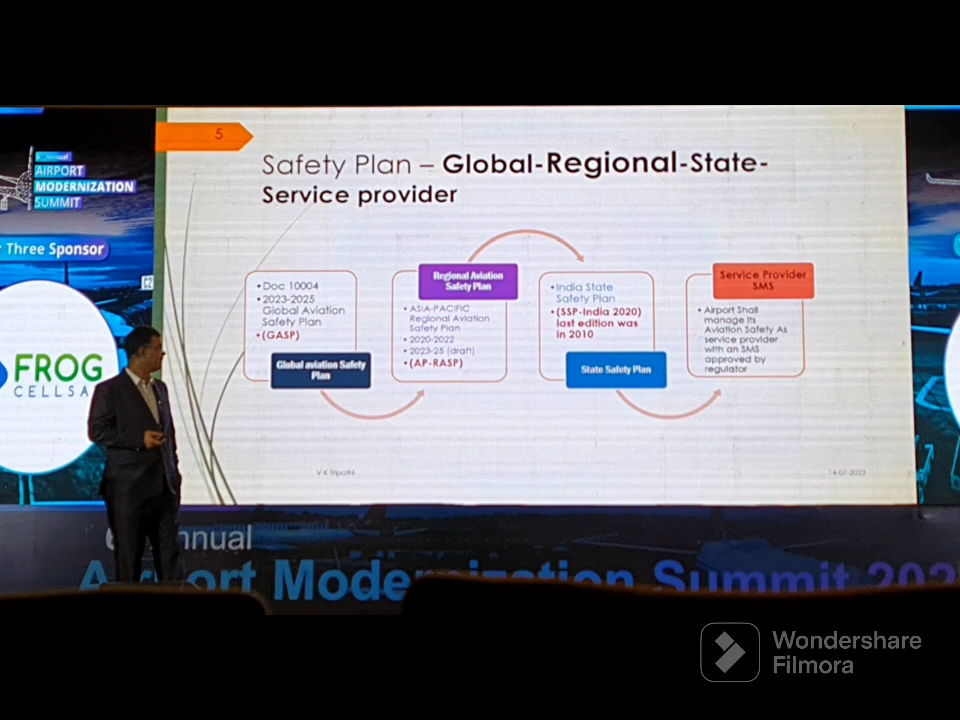 5
Safety Plan – Global-Regional-State-
Service provider
Annual
AIRPORT
MODERNIZATION
SUMMIT
Three Sponsor
FROG
CELLSA
• Doc 10004
• 2023-2025
Global Aviation
Safety Plan
• (GASP)
Global aviation Safety
Plan
Regional Aviation
Safety Plan
• ASIA-PACIFIC
Regional Aviation
Safety Plan
• 2020-2022
• 2023-25 (draft)
• (AP-RASP)
• India State
Safety Plan
• (SSP-India 2020)
last edition was
in 2010
State Safety Plan
Service Provider
SMS
• Airport Shall
manage its
Aviation Safety As
service provider
with an SMS
approved by
regulator
V K Tripathi
14-07-2023
nnual
Airport Modernization Summit 202
Wondershare
Filmora